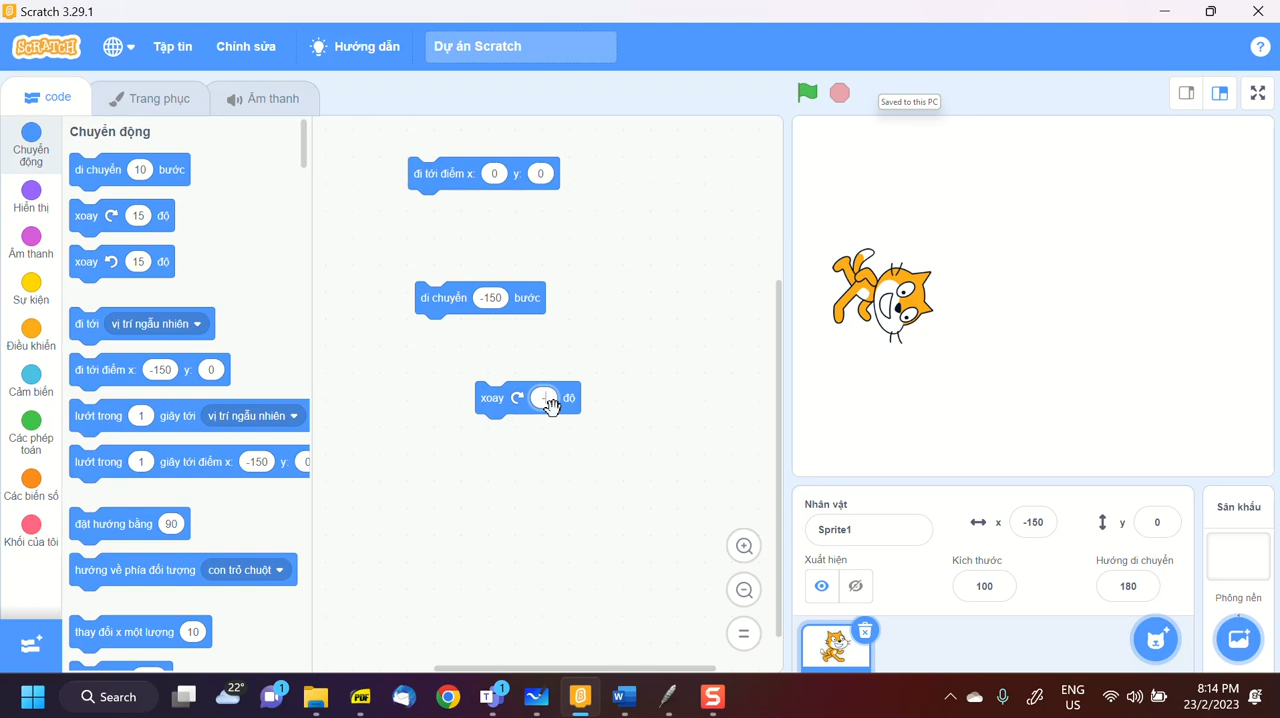 Scratch 3.29.1
SCRATCH
Tập tin
Chỉnh sửa
Hướng dẫn
Dự án Scratch
?
code
Trang phục
Âm thanh
Saved to this PC
Chuyển động
Hiển thị
Âm thanh
Sự kiện
Điều khiển
Cảm biến
Các phép toán
Các biến số
Khối của tôi
Chuyển động
di chuyển 10 bước
xoay 15 độ
xoay 15 độ
đi tới vị trí ngẫu nhiên
đi tới điểm x: -150 y: 0
lướt trong 1 giây tới vị trí ngẫu nhiên
lướt trong 1 giây tới điểm x: -150 y: 0
đặt hướng bằng 90
hướng về phía đối tượng con trỏ chuột
thay đổi x một lượng 10
đi tới điểm x: 0 y: 0
di chuyển -150 bước
xoay - độ
Nhân vật
Sprite1
x -150
y 0
Xuất hiện
Kích thước
100
Hướng di chuyển
180
Sân khấu
Phông nền
Search
22°
1
PDF
1
W
S
ENG
US
8:14 PM
23/2/2023